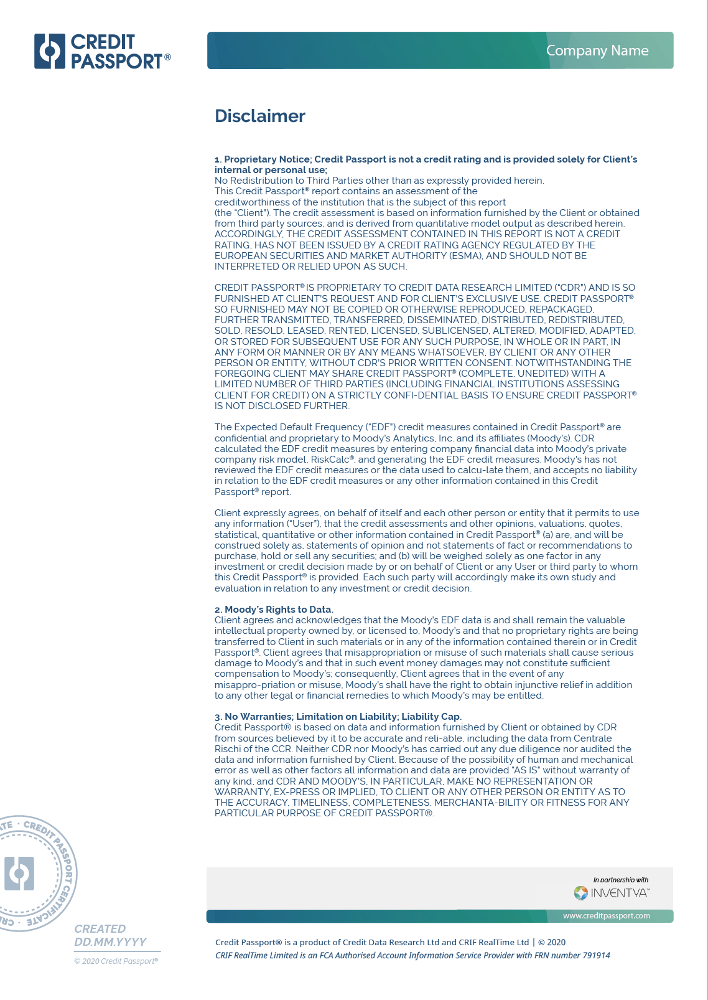 CREDIT
PASSPORT®
Company Name
Disclaimer
1. Proprietary Notice; Credit Passport is not a credit rating and is provided solely for Client's
internal or personal use;
No Redistribution to Third Parties other than as expressly provided herein.
This Credit Passport® report contains an assessment of the
creditworthiness of the institution that is the subject of this report
(the “Client”). The credit assessment is based on information furnished by the Client or obtained
from third party sources, and is derived from quantitative model output as described herein.
ACCORDINGLY, THE CREDIT ASSESSMENT CONTAINED IN THIS REPORT IS NOT A CREDIT
RATING, HAS NOT BEEN ISSUED BY A CREDIT RATING AGENCY REGULATED BY THE
EUROPEAN SECURITIES AND MARKET AUTHORITY (ESMA), AND SHOULD NOT BE
INTERPRETED OR RELIED UPON AS SUCH.
CREDIT PASSPORT® IS PROPRIETARY TO CREDIT DATA RESEARCH LIMITED (“CDR”) AND IS SO
FURNISHED AT CLIENT'S REQUEST AND FOR CLIENT'S EXCLUSIVE USE. CREDIT PASSPORT®
SO FURNISHED MAY NOT BE COPIED OR OTHERWISE REPRODUCED, REPACKAGED,
FURTHER TRANSMITTED, TRANSFERRED, DISSEMINATED, DISTRIBUTED, REDISTRIBUTED,
SOLD, RESOLD, LEASED, RENTED, LICENSED, SUBLICENSED, ALTERED, MODIFIED, ADAPTED,
OR STORED FOR SUBSEQUENT USE FOR ANY SUCH PURPOSE, IN WHOLE OR IN PART, IN
ANY FORM OR MANNER OR BY ANY MEANS WHATSOEVER, BY CLIENT OR ANY OTHER
PERSON OR ENTITY, WITHOUT CDR'S PRIOR WRITTEN CONSENT. NOTWITHSTANDING THE
FOREGOING CLIENT MAY SHARE CREDIT PASSPORT® (COMPLETE, UNEDITED) WITH A
LIMITED NUMBER OF THIRD PARTIES (INCLUDING FINANCIAL INSTITUTIONS ASSESSING
CLIENT FOR CREDIT) ON A STRICTLY CONFI-DENTIAL BASIS TO ENSURE CREDIT PASSPORT®
IS NOT DISCLOSED FURTHER.
The Expected Default Frequency (“EDF”) credit measures contained in Credit Passport® are
confidential and proprietary to Moody's Analytics, Inc. and its affiliates (Moody's). CDR
calculated the EDF credit measures by entering company financial data into Moody's private
company risk model, RiskCalc®, and generating the EDF credit measures. Moody's has not
reviewed the EDF credit measures or the data used to calcu-late them, and accepts no liability
in relation to the EDF credit measures or any other information contained in this Credit
Passport® report.
Client expressly agrees, on behalf of itself and each other person or entity that it permits to use
any information (“User”), that the credit assessments and other opinions, valuations, quotes,
statistical, quantitative or other information contained in Credit Passport® (a) are, and will be
construed solely as, statements of opinion and not statements of fact or recommendations to
purchase, hold or sell any securities; and (b) will be weighed solely as one factor in any
investment or credit decision made by or on behalf of Client or any User or third party to whom
this Credit Passport® is provided. Each such party will accordingly make its own study and
evaluation in relation to any investment or credit decision.
2. Moody's Rights to Data.
Client agrees and acknowledges that the Moody's EDF data is and shall remain the valuable
intellectual property owned by, or licensed to, Moody's and that no proprietary rights are being
transferred to Client in such materials or in any of the information contained therein or in Credit
Passport®. Client agrees that misappropriation or misuse of such materials shall cause serious
damage to Moody's and that in such event money damages may not constitute sufficient
compensation to Moody's; consequently, Client agrees that in the event of any
misappro-priation or misuse, Moody's shall have the right to obtain injunctive relief in addition
to any other legal or financial remedies to which Moody's may be entitled.
3. No Warranties; Limitation on Liability; Liability Cap.
Credit Passport® is based on data and information furnished by Client or obtained by CDR
from sources believed by it to be accurate and reli-able, including the data from Centrale
Rischi of the CCR. Neither CDR nor Moody's has carried out any due diligence nor audited the
data and information furnished by Client. Because of the possibility of human and mechanical
error as well as other factors all information and data are provided “AS IS” without warranty of
any kind, and CDR AND MOODY'S, IN PARTICULAR, MAKE NO REPRESENTATION OR
WARRANTY, EX-PRESS OR IMPLIED, TO CLIENT OR ANY OTHER PERSON OR ENTITY AS TO
THE ACCURACY, TIMELINESS, COMPLETENESS, MERCHANTA-BILITY OR FITNESS FOR ANY
PARTICULAR PURPOSE OF CREDIT PASSPORT®.
ATE · CREDIT PASSPORT CERTIFICATE · CRE
CREATED
DD.MM.YYYY
© 2020 Credit Passport®
In partnership with
INVENTYA™
www.creditpassport.com
Credit Passport® is a product of Credit Data Research Ltd and CRIF RealTime Ltd | © 2020
CRIF RealTime Limited is an FCA Authorised Account Information Service Provider with FRN number 791914